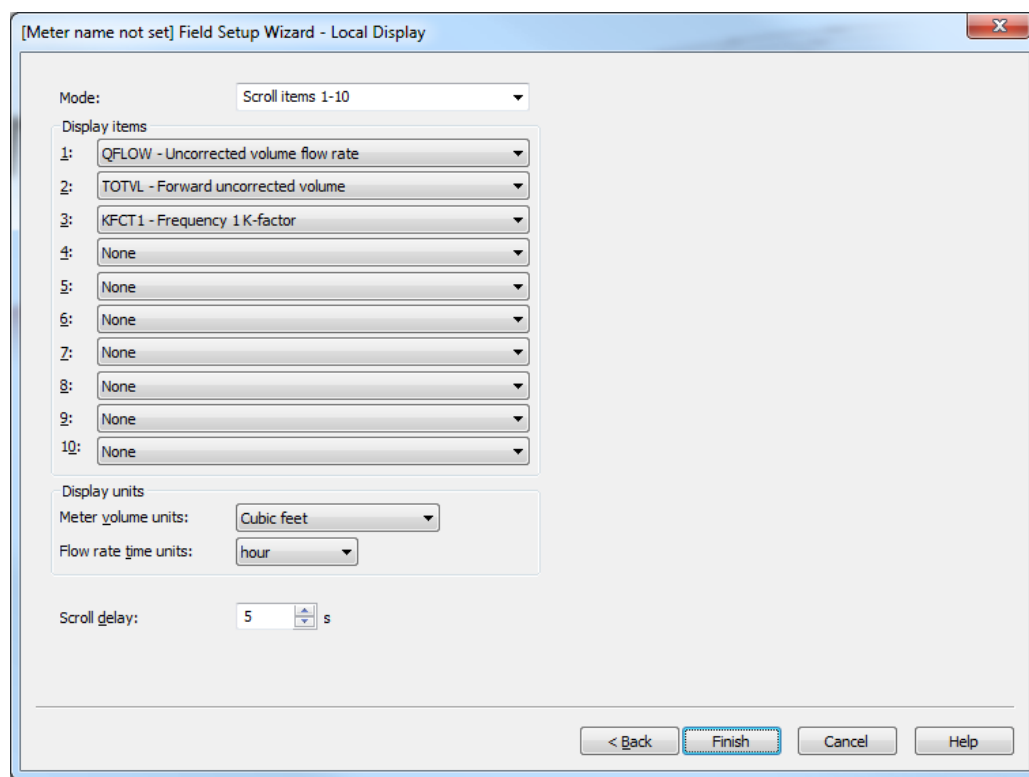 [Meter name not set] Field Setup Wizard - Local Display
Mode: Scroll items 1-10
Display items
1: QFLOW - Uncorrected volume flow rate
2: TOTVL - Forward uncorrected volume
3: KFCT1 - Frequency 1 K-factor
4: None
5: None
6: None
7: None
8: None
9: None
10: None
Display units
Meter volume units: Cubic feet
Flow rate time units: hour
Scroll delay: 5 s
< Back Finish Cancel Help